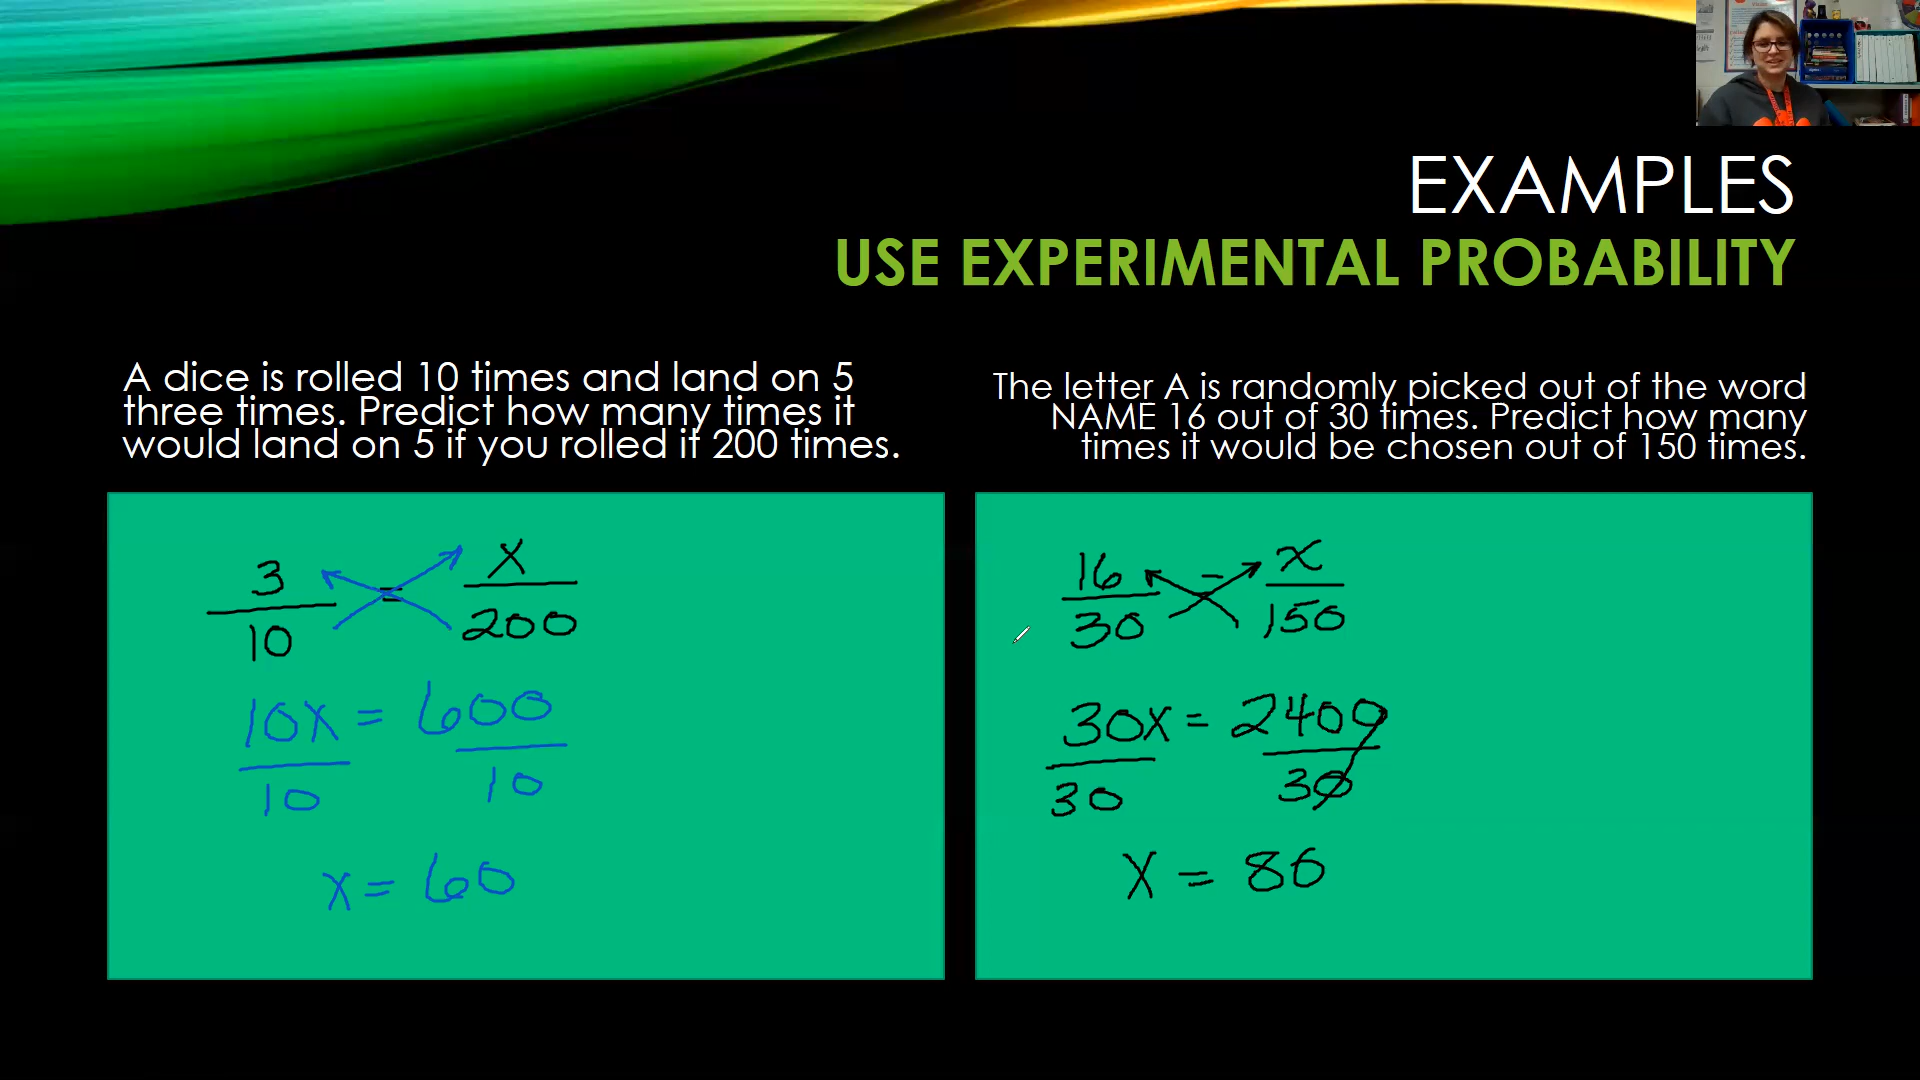 EXAMPLES
USE EXPERIMENTAL PROBABILITY
A dice is rolled 10 times and land on 5
three times. Predict how many times it
would land on 5 if you rolled it 200 times.
The letter A is randomly picked out of the word
NAME 16 out of 30 times. Predict how many
times it would be chosen out of 150 times.
3 = x
10 200
10x = 600
10 10
x = 60
16 = x
30 150
30x = 2400
30 30
x = 80